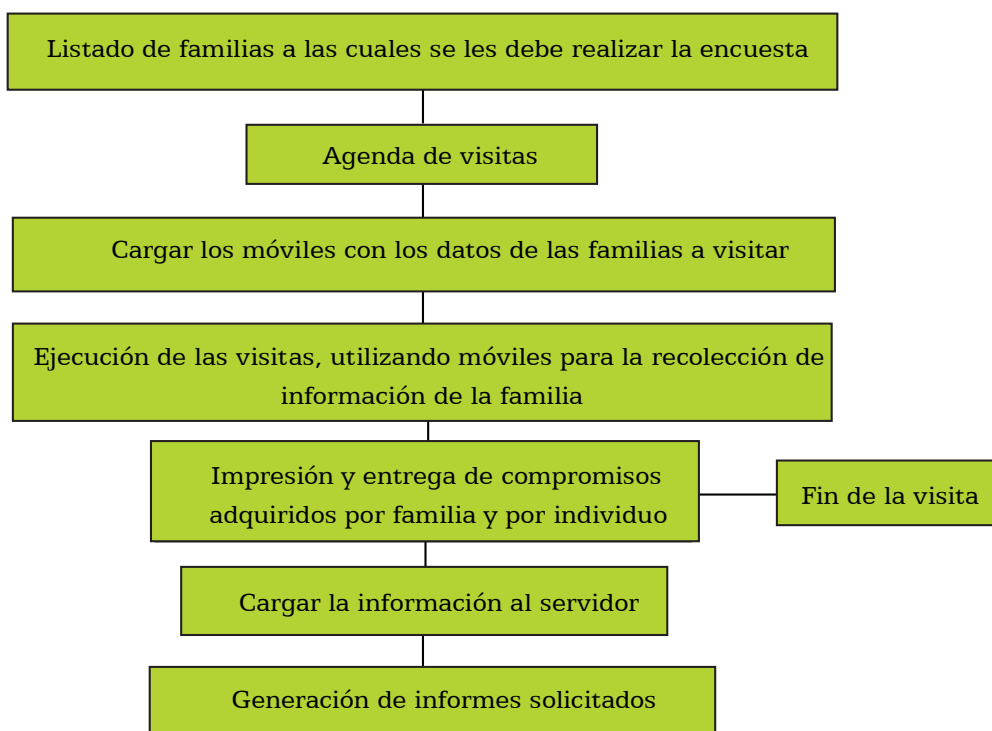 Listado de familias a las cuales se les debe realizar la encuesta
Agenda de visitas
Cargar los móviles con los datos de las familias a visitar
Ejecución de las visitas, utilizando móviles para la recolección de
información de la familia
Impresión y entrega de compromisos
adquiridos por familia y por individuo
Fin de la visita
Cargar la información al servidor
Generación de informes solicitados